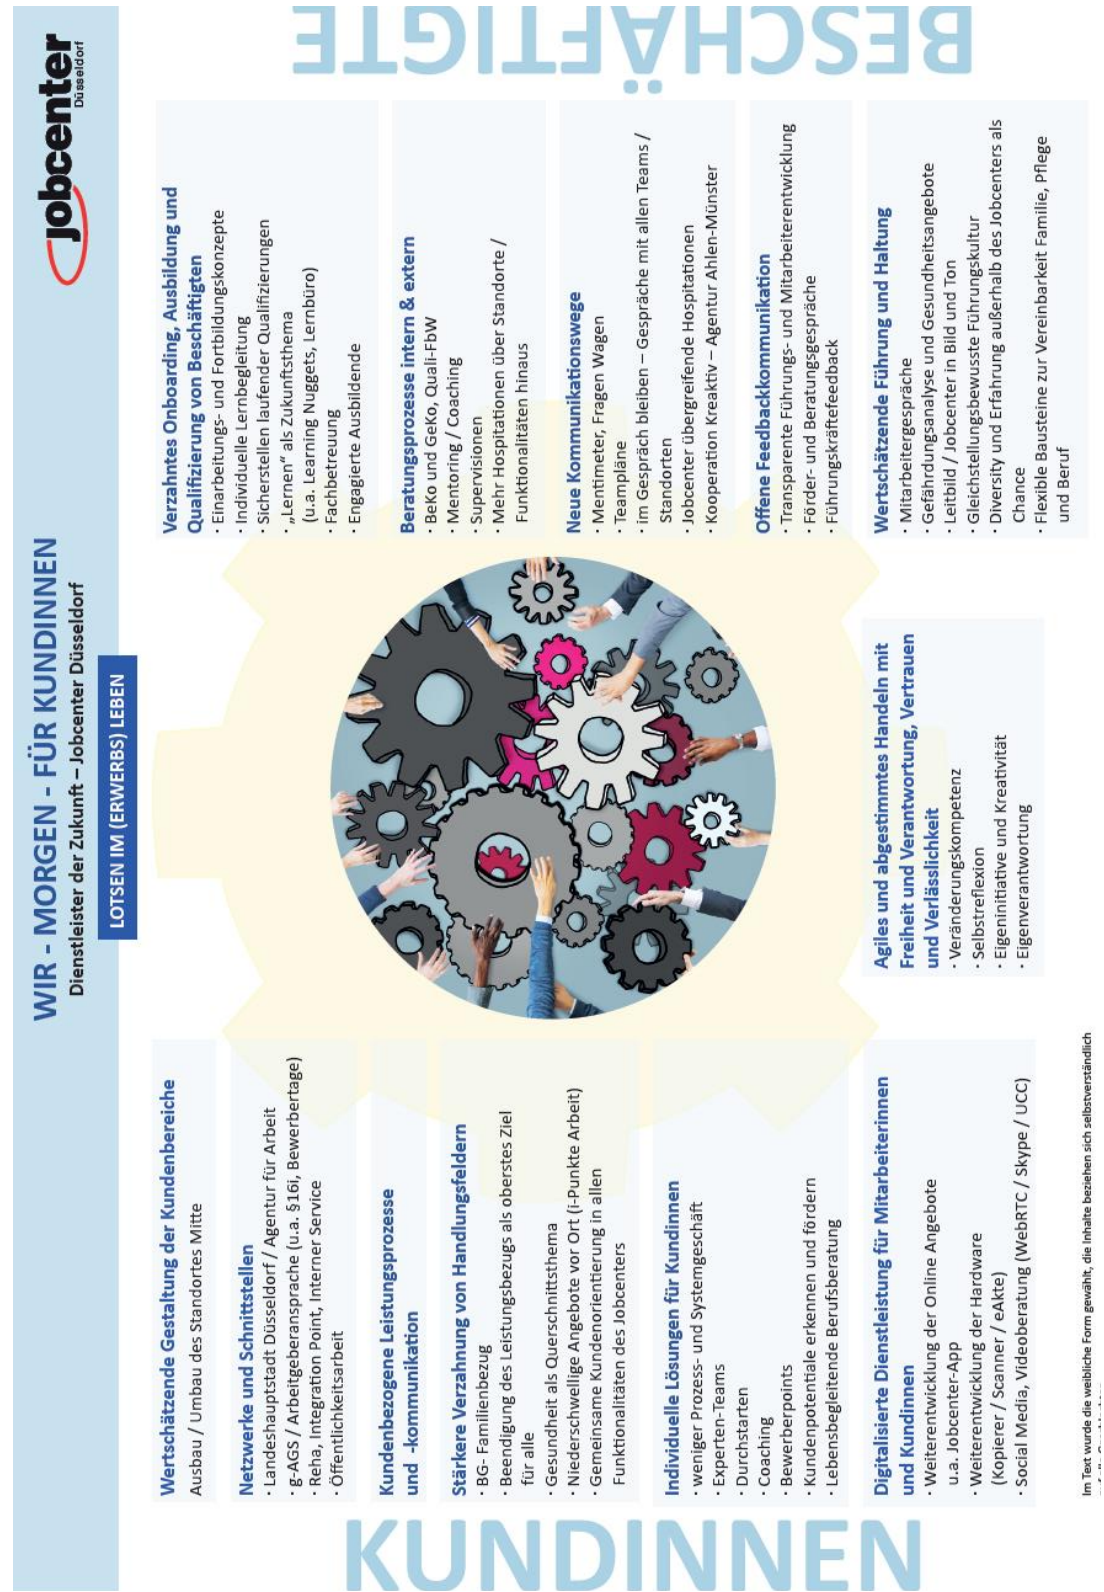 WIR - MORGEN - FÜR KUNDINNEN
Dienstleister der Zukunft – Jobcenter Düsseldorf
LOTSEN IM (ERWERBS) LEBEN
jobcenter
Düsseldorf
KUNDINNEN
Wertschätzende Gestaltung der Kundenbereiche
Ausbau / Umbau des Standortes Mitte
Netzwerke und Schnittstellen
· Landeshauptstadt Düsseldorf / Agentur für Arbeit
· g-AGS / Arbeitgeberansprache (u.a. §16i, Bewerbertage)
· Reha, Integration Point, Interner Service
· Öffentlichkeitsarbeit
Kundenbezogene Leistungsprozesse
und -kommunikation
Stärkere Verzahnung von Handlungsfeldern
· BG- Familienbezug
· Beendigung des Leistungsbezugs als oberstes Ziel
für alle
· Gesundheit als Querschnittsthema
· Niederschwellige Angebote vor Ort (i-Punkte Arbeit)
· Gemeinsame Kundenorientierung in allen
Funktionalitäten des Jobcenters
Individuelle Lösungen für Kundinnen
· weniger Prozess- und Systemgeschäft
· Experten-Teams
· Durchstarten
· Coaching
· Bewerberpoints
· Kundenpotentiale erkennen und fördern
· Lebensbegleitende Berufsberatung
Digitalisierte Dienstleistung für Mitarbeiterinnen
und Kundinnen
· Weiterentwicklung der Online Angebote
u.a. Jobcenter-App
· Weiterentwicklung der Hardware
(Kopierer / Scanner / eAkte)
· Social Media, Videoberatung (WebRTC / Skype / UCC)
Agiles und abgestimmtes Handeln mit
Freiheit und Verantwortung, Vertrauen
und Verlässlichkeit
· Veränderungskompetenz
· Selbstreflexion
· Eigeninitiative und Kreativität
· Eigenverantwortung
Verzahntes Onboarding, Ausbildung und
Qualifizierung von Beschäftigten
· Einarbeitungs- und Fortbildungskonzepte
· Individuelle Lernbegleitung
· Sicherstellen laufender Qualifizierungen
· „Lernen“ als Zukunftsthema
(u.a. Learning Nuggets, Lernbüro)
· Fachbetreuung
· Engagierte Ausbildende
Beratungsprozesse intern & extern
· BeKo und GeKo, Quali-FbW
· Mentoring / Coaching
· Supervisionen
· Mehr Hospitationen über Standorte /
Funktionalitäten hinaus
Neue Kommunikationswege
· Mentimeter, Fragen Wagen
· Teampläne
· im Gespräch bleiben – Gespräche mit allen Teams /
Standorten
· Jobcenter übergreifende Hospitationen
· Kooperation Kreaktiv – Agentur Ahlen-Münster
Offene Feedbackkommunikation
· Transparente Führungs- und Mitarbeiterentwicklung
· Förder- und Beratungsgespräche
· Führungskräftefeedback
Wertschätzende Führung und Haltung
· Mitarbeitergespräche
· Gefährdungsanalyse und Gesundheitsangebote
· Leitbild / Jobcenter in Bild und Ton
· Gleichstellungsbewusste Führungskultur
· Diversity und Erfahrung außerhalb des Jobcenters als
Chance
· Flexible Bausteine zur Vereinbarkeit Familie, Pflege
und Beruf
BESCHÄFTIGTE
Im Text wurde die weibliche Form gewählt, die Inhalte beziehen sich selbstverständlich